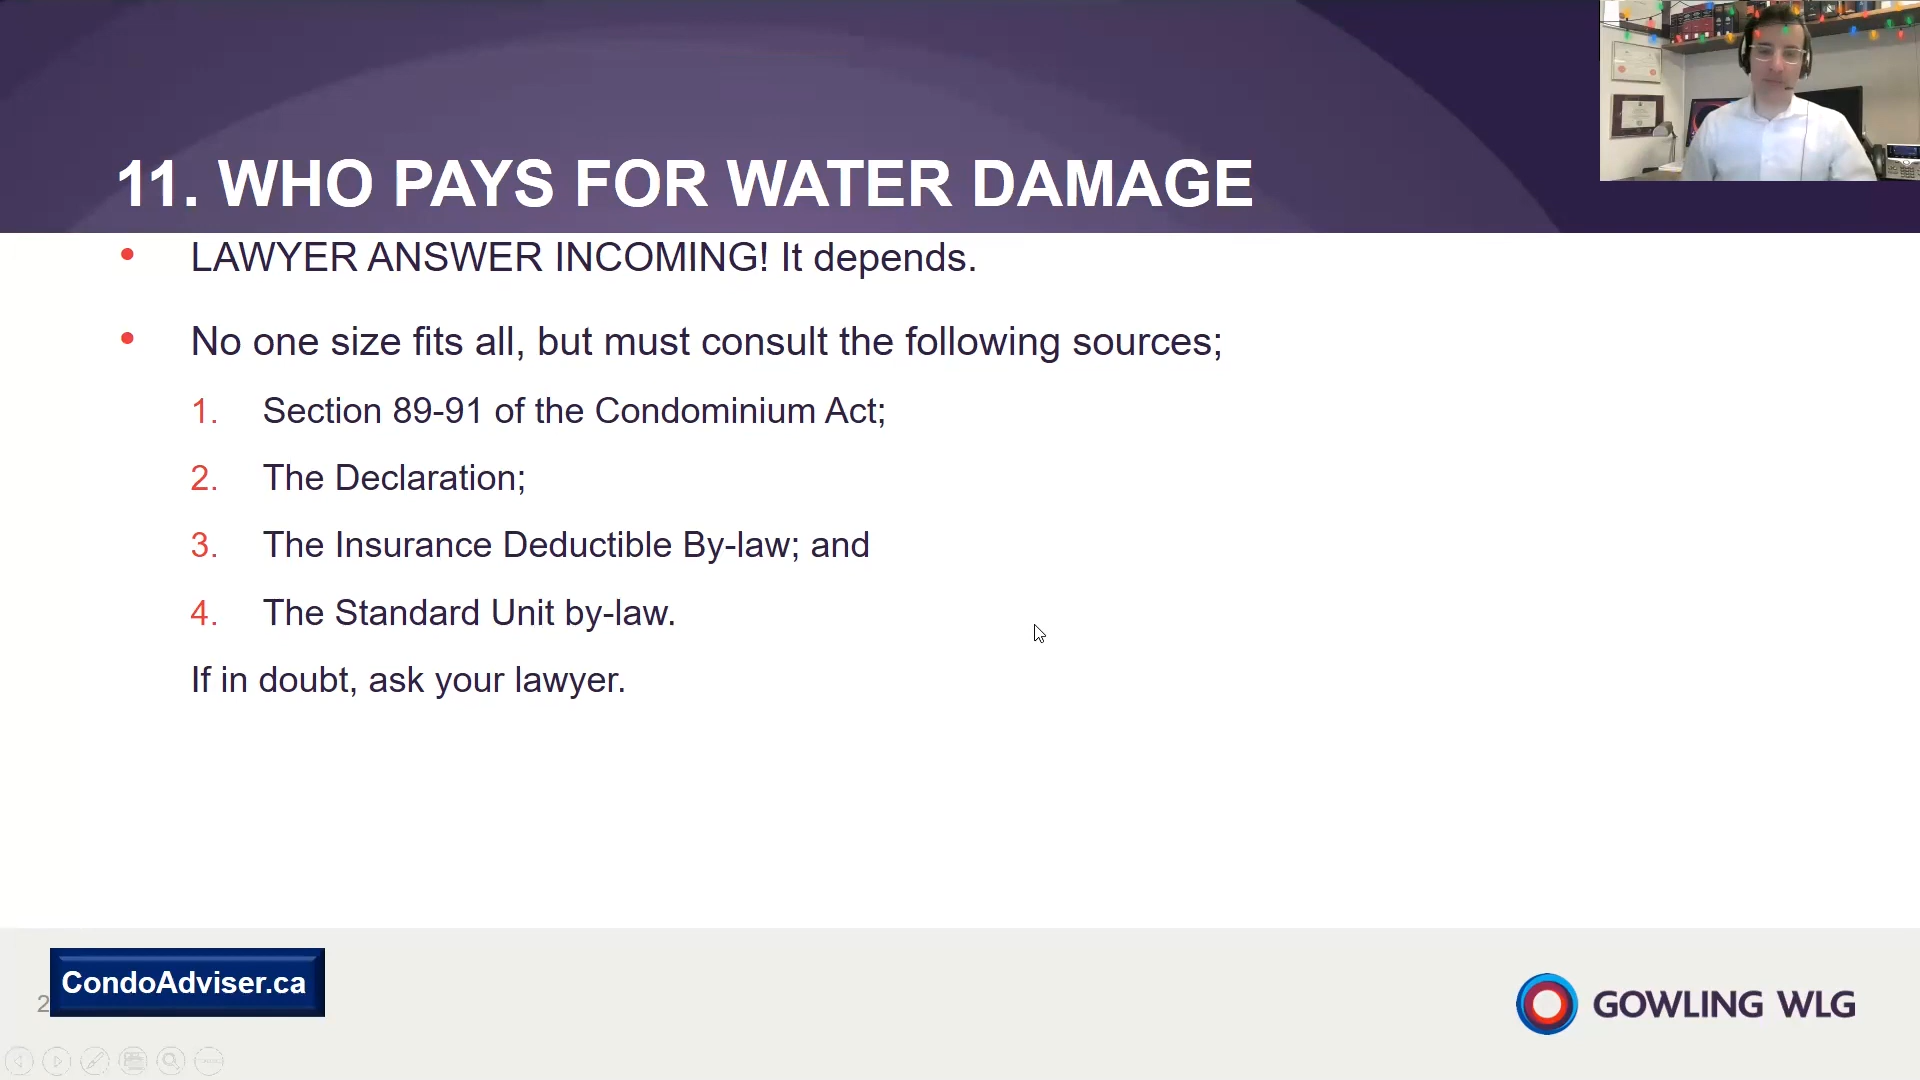 11. WHO PAYS FOR WATER DAMAGE
• LAWYER ANSWER INCOMING! It depends.
• No one size fits all, but must consult the following sources;
1. Section 89-91 of the Condominium Act;
2. The Declaration;
3. The Insurance Deductible By-law; and
4. The Standard Unit by-law.
If in doubt, ask your lawyer.
2
CondoAdviser.ca
GOWLING WLG